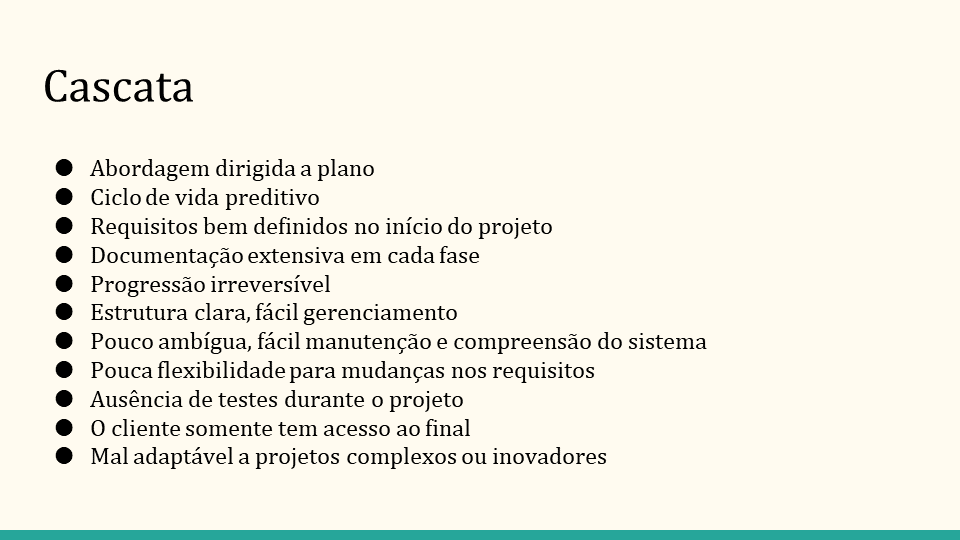 Cascata
● Abordagem dirigida a plano
● Ciclo de vida preditivo
● Requisitos bem definidos no início do projeto
● Documentação extensiva em cada fase
● Progressão irreversível
● Estrutura clara, fácil gerenciamento
● Pouco ambígua, fácil manutenção e compreensão do sistema
● Pouca flexibilidade para mudanças nos requisitos
● Ausência de testes durante o projeto
● O cliente somente tem acesso ao final
● Mal adaptável a projetos complexos ou inovadores